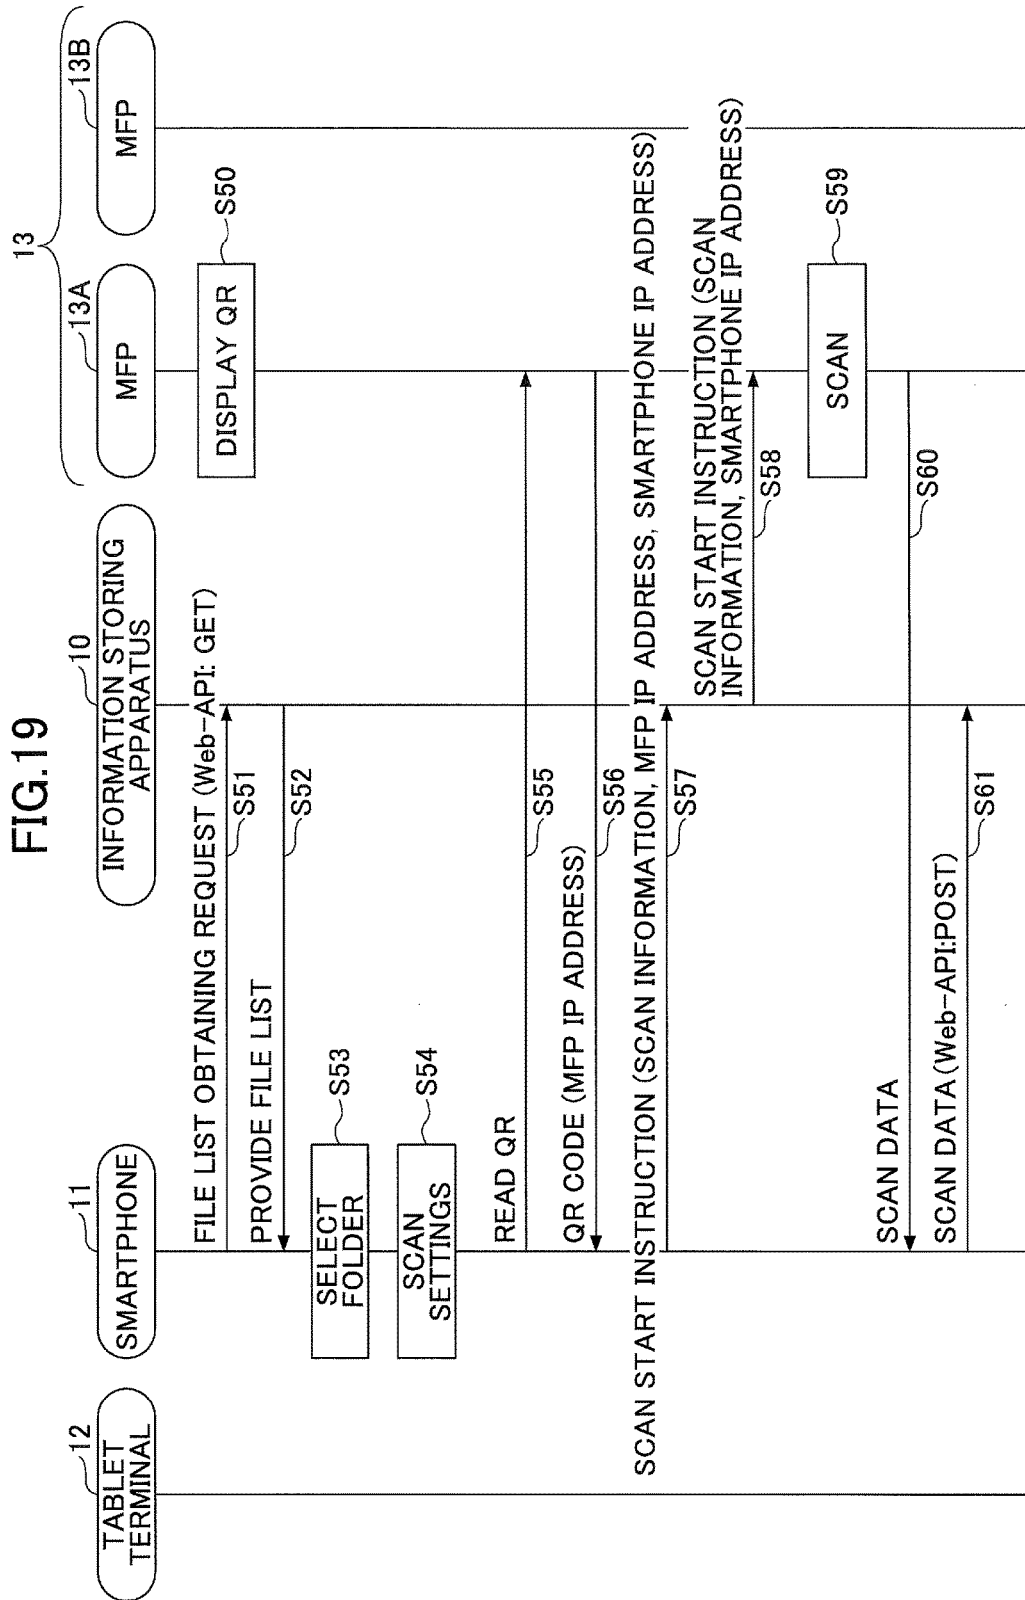 FIG.19
12
TABLET
TERMINAL
11
SMARTPHONE
10
INFORMATION STORING
APPARATUS
13
13A
MFP
13B
MFP
DISPLAY QR
S50
FILE LIST OBTAINING REQUEST (Web-API: GET)
S51
PROVIDE FILE LIST
S52
SELECT
FOLDER
S53
SCAN
SETTINGS
S54
READ QR
S55
QR CODE (MFP IP ADDRESS)
S56
SCAN START INSTRUCTION (SCAN INFORMATION, MFP IP ADDRESS, SMARTPHONE IP ADDRESS)
S57
SCAN START INSTRUCTION (SCAN
INFORMATION, SMARTPHONE IP ADDRESS)
S58
SCAN
S59
SCAN DATA
S60
SCAN DATA(Web-API:POST)
S61